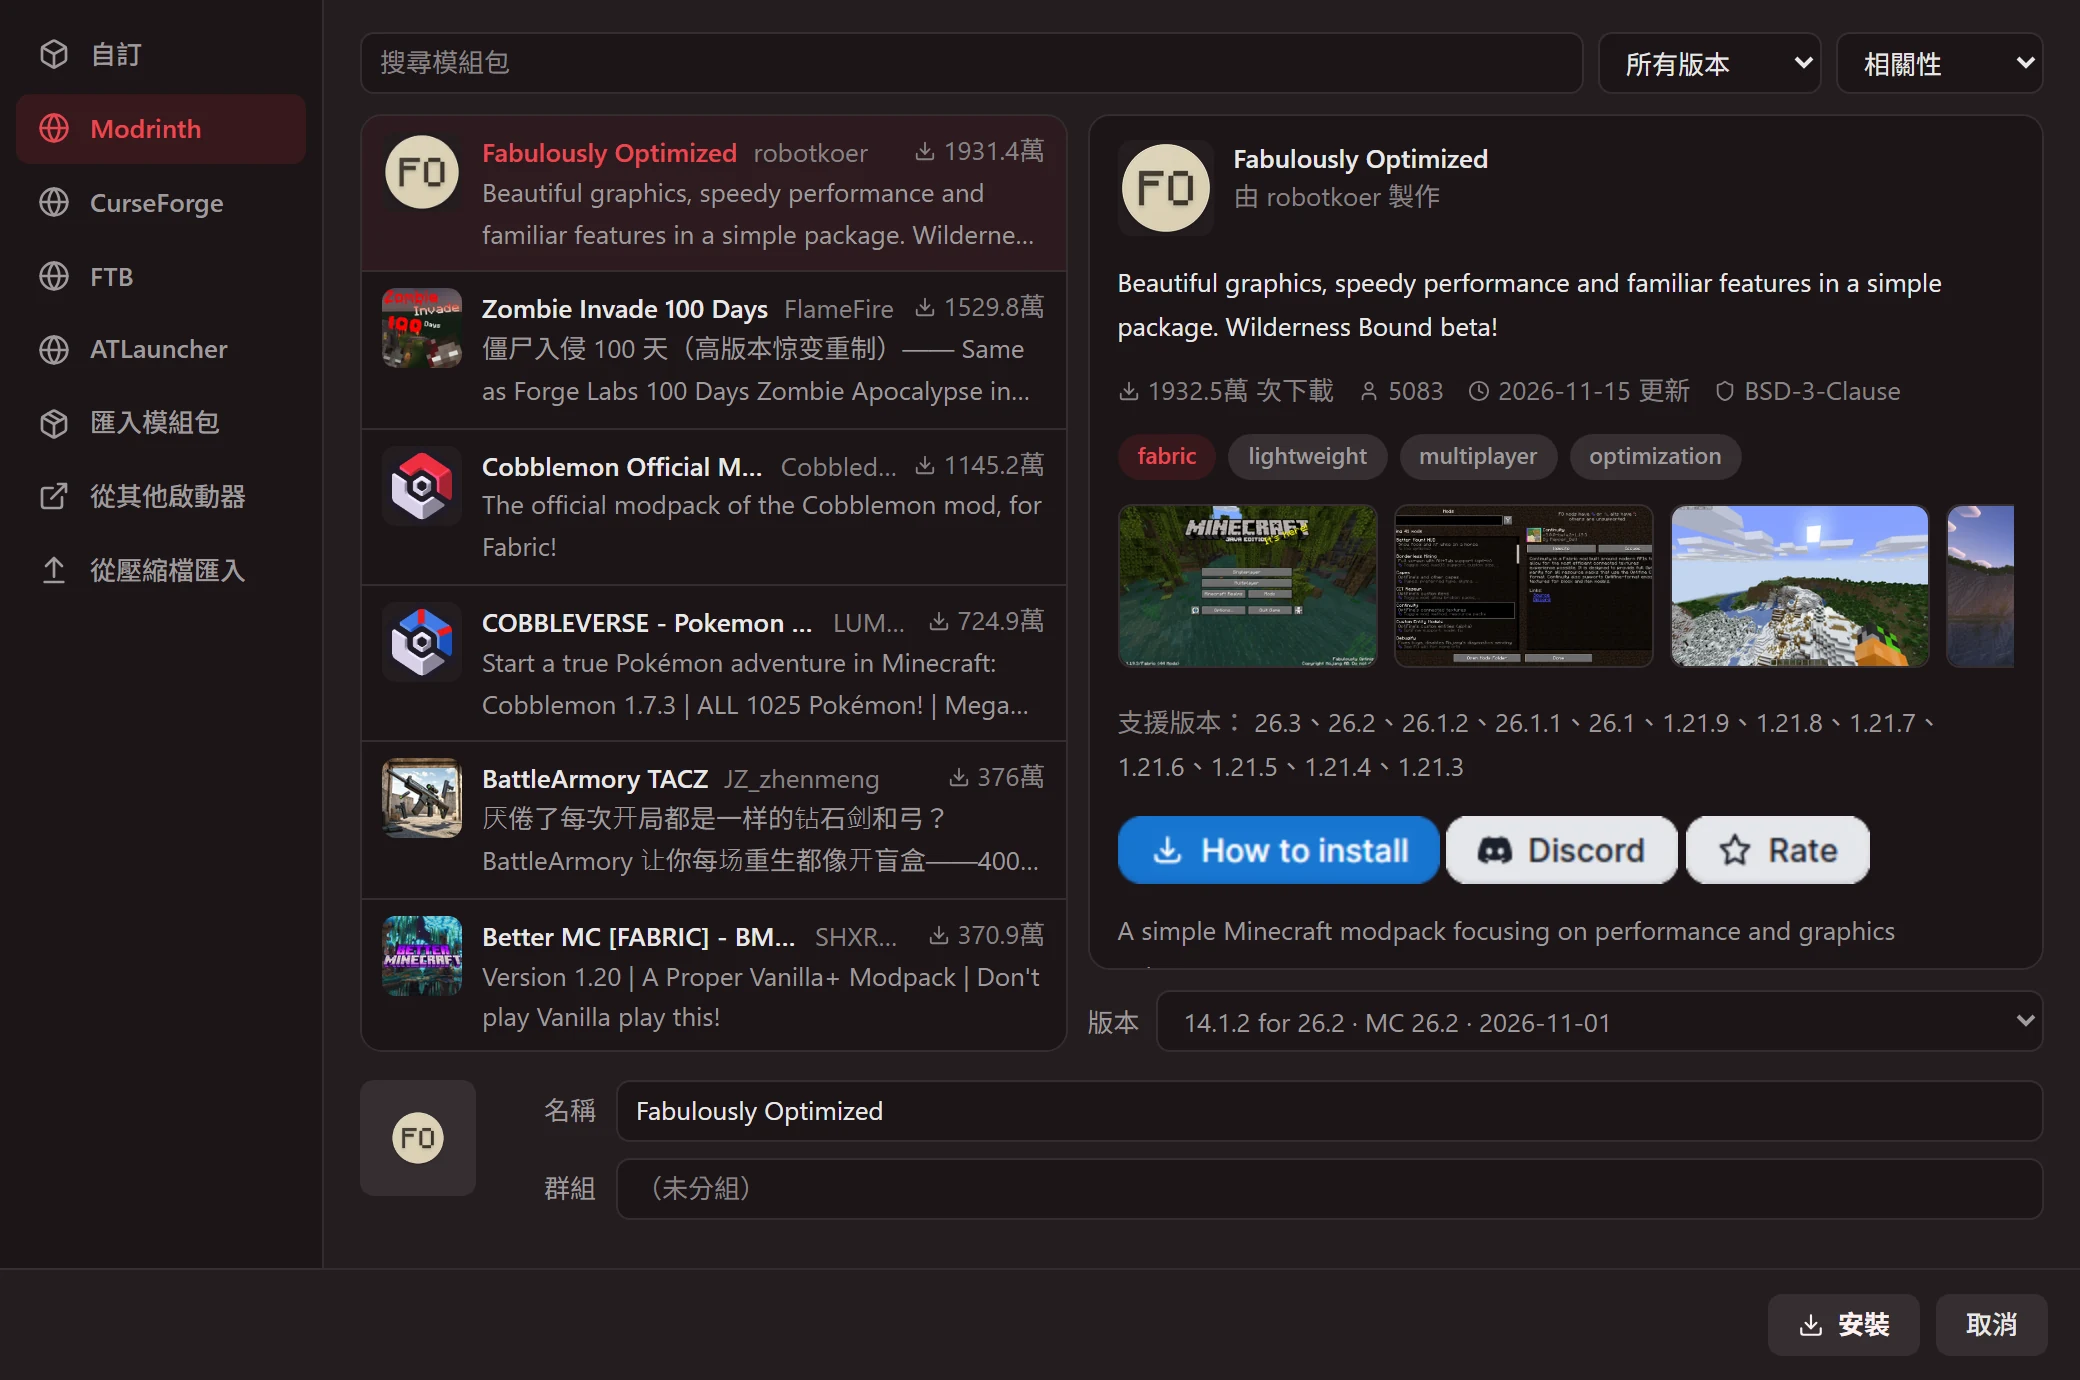 自訂
Modrinth
CurseForge
FTB
ATLauncher
匯入模組包
從其他啟動器
從壓縮檔匯入
搜尋模組包
所有版本
相關性
FO
Fabulously Optimized robotkoer 1931.4萬
Beautiful graphics, speedy performance and
familiar features in a simple package. Wilderne...
Zombie Invade 100 Days
Zombie Invade 100 Days FlameFire 1529.8萬
僵尸入侵 100 天（高版本惊变重制）—— Same
as Forge Labs 100 Days Zombie Apocalypse in...
Cobblemon Official M... Cobbled... 1145.2萬
The official modpack of the Cobblemon mod, for
Fabric!
COBBLEVERSE - Pokemon ... LUM... 724.9萬
Start a true Pokémon adventure in Minecraft:
Cobblemon 1.7.3 | ALL 1025 Pokémon! | Mega...
BattleArmory TACZ JZ_zhenmeng 376萬
厌倦了每次开局都是一样的钻石剑和弓？
BattleArmory 让你每场重生都像开盲盒——400...
BETTER MINECRAFT
Better MC [FABRIC] - BM... SHXR... 370.9萬
Version 1.20 | A Proper Vanilla+ Modpack | Don't
play Vanilla play this!
FO
Fabulously Optimized
由 robotkoer 製作
Beautiful graphics, speedy performance and familiar features in a simple
package. Wilderness Bound beta!
1932.5萬 次下載 5083 2026-11-15 更新 BSD-3-Clause
fabric lightweight multiplayer optimization
MINECRAFT
JAVA EDITION
It's here
支援版本： 26.3、26.2、26.1.2、26.1.1、26.1、1.21.9、1.21.8、1.21.7、
1.21.6、1.21.5、1.21.4、1.21.3
How to install Discord Rate
A simple Minecraft modpack focusing on performance and graphics
版本 14.1.2 for 26.2 · MC 26.2 · 2026-11-01
FO
名稱 Fabulously Optimized
群組 （未分組）
安裝 取消